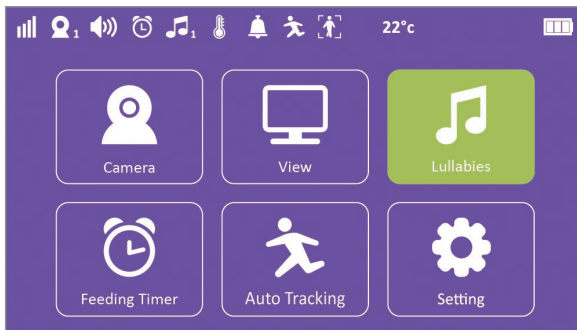 1 1 22°c
Camera View Lullabies
Feeding Timer Auto Tracking Setting